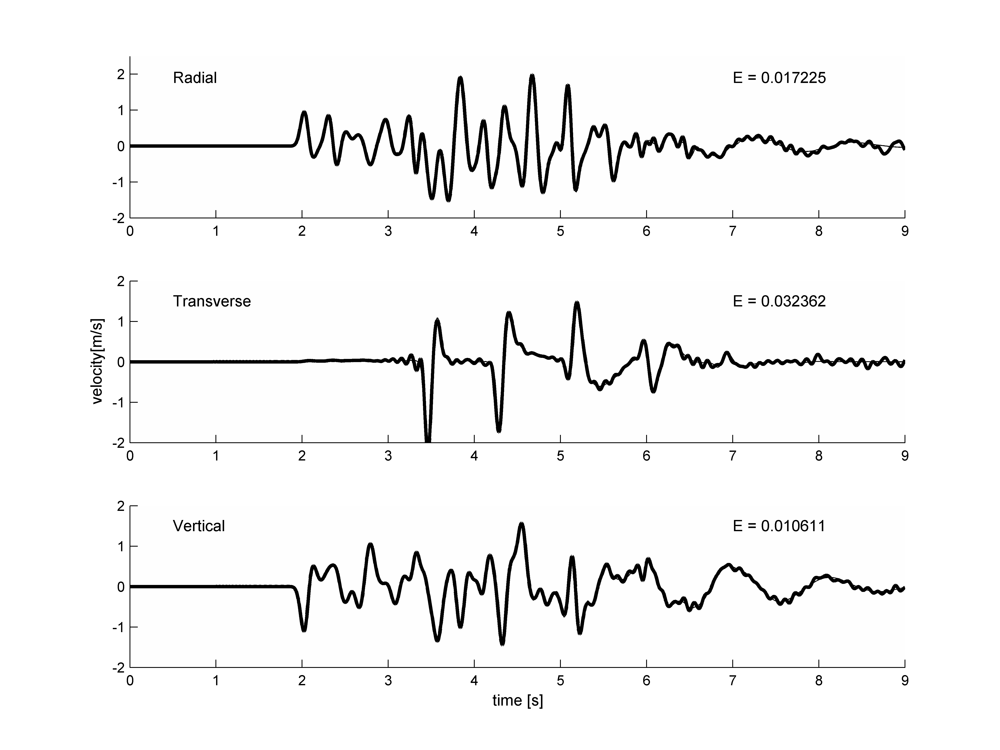 2
Radial
E = 0.017225
1
0
-1
-2
0 1 2 3 4 5 6 7 8 9
2
Transverse
E = 0.032362
1
velocity[m/s]
0
-1
-2
0 1 2 3 4 5 6 7 8 9
2
Vertical
E = 0.010611
1
0
-1
-2
0 1 2 3 4 5 6 7 8 9
time [s]